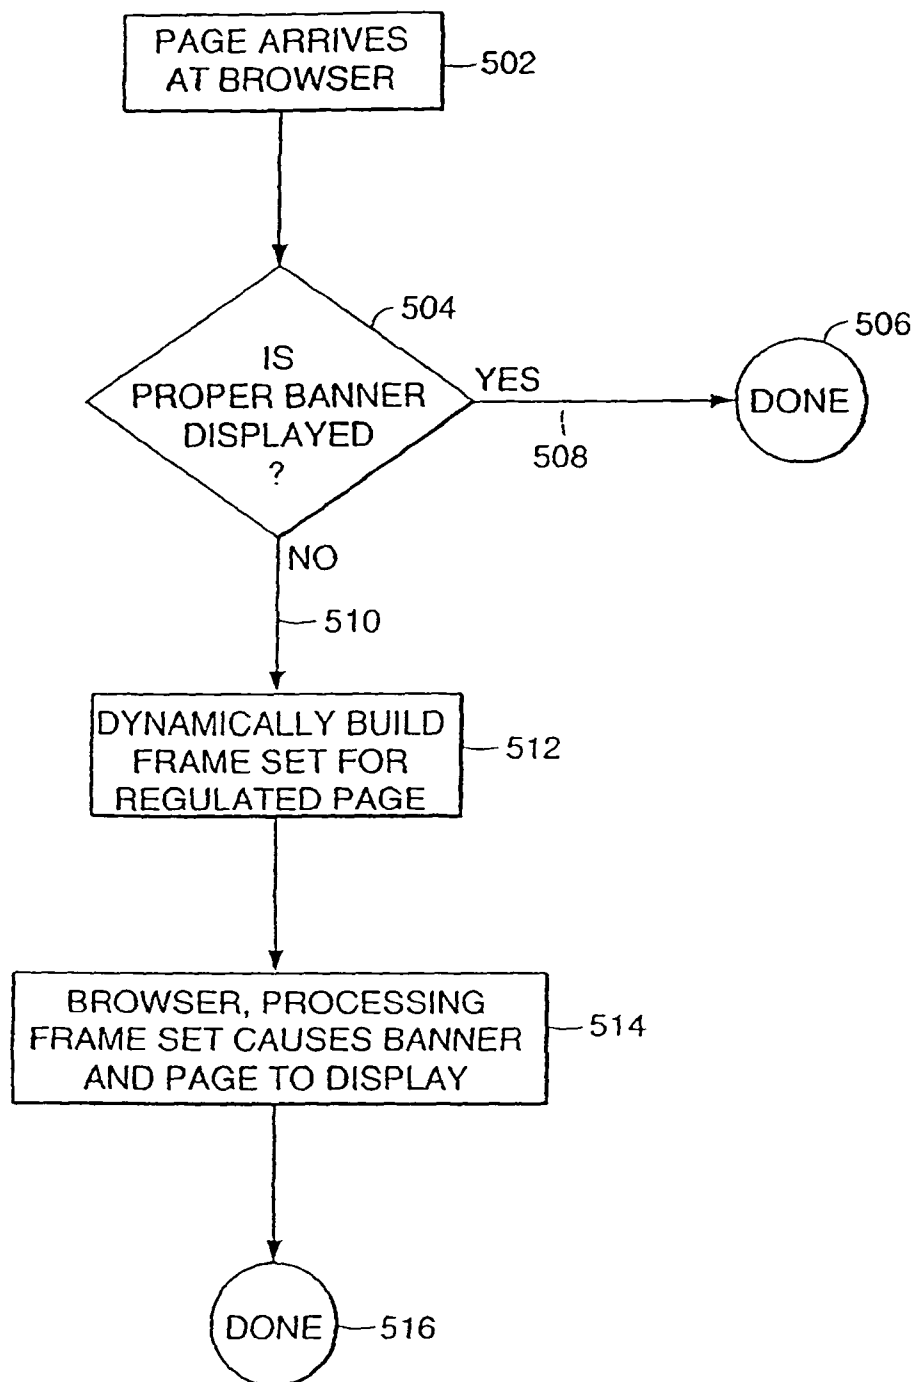 PAGE ARRIVES
AT BROWSER
502
504
IS
PROPER BANNER
DISPLAYED
?
YES
508
506
DONE
NO
510
DYNAMICALLY BUILD
FRAME SET FOR
REGULATED PAGE
512
BROWSER, PROCESSING
FRAME SET CAUSES BANNER
AND PAGE TO DISPLAY
514
DONE
516